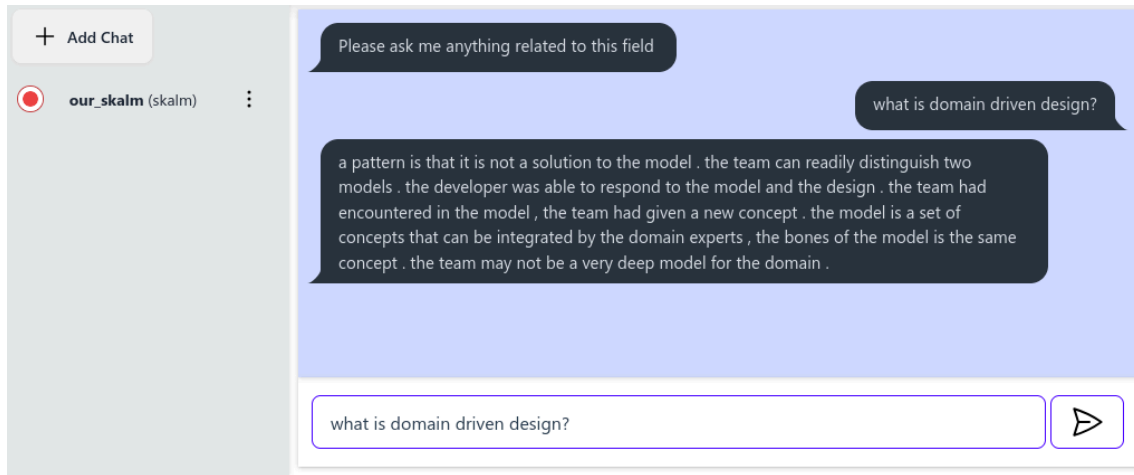 Add Chat
our_skalm (skalm)
Please ask me anything related to this field
what is domain driven design?
a pattern is that it is not a solution to the model . the team can readily distinguish two
models . the developer was able to respond to the model and the design . the team had
encountered in the model , the team had given a new concept . the model is a set of
concepts that can be integrated by the domain experts , the bones of the model is the same
concept . the team may not be a very deep model for the domain .
what is domain driven design?